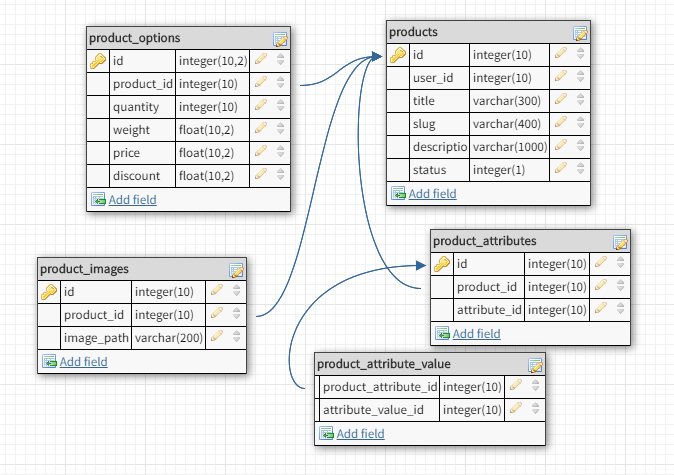 product_options
id integer(10,2)
product_id integer(10)
quantity integer(10)
weight float(10,2)
price float(10,2)
discount float(10,2)
Add field
products
id integer(10)
user_id integer(10)
title varchar(300)
slug varchar(400)
descriptio varchar(1000)
status integer(1)
Add field
product_attributes
id integer(10)
product_id integer(10)
attribute_id integer(10)
Add field
product_images
id integer(10)
product_id integer(10)
image_path varchar(200)
Add field
product_attribute_value
product_attribute_id integer(10)
attribute_value_id integer(10)
Add field